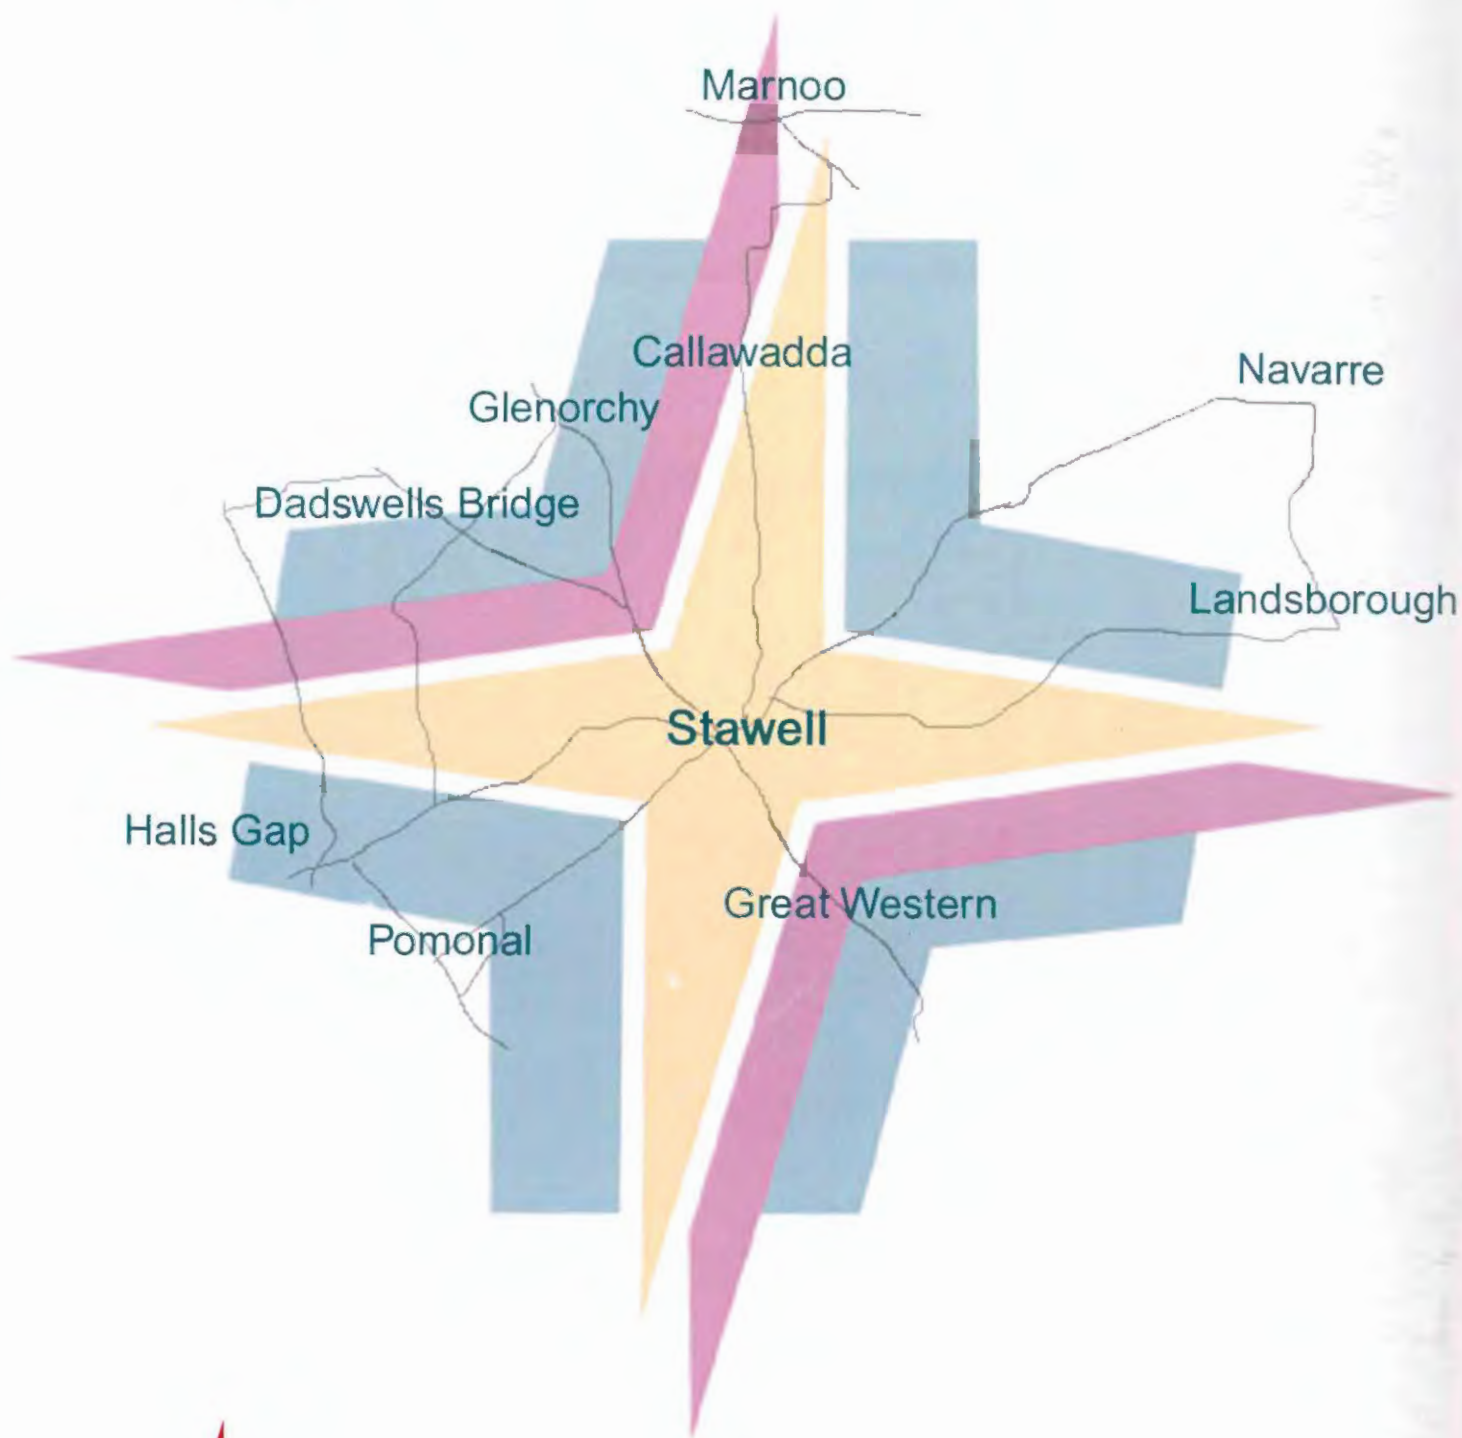 Marnoo
Callawadda
Navarre
Glenorchy
Dadswells Bridge
Landsborough
Stawell
Halls Gap
Great Western
Pomonal